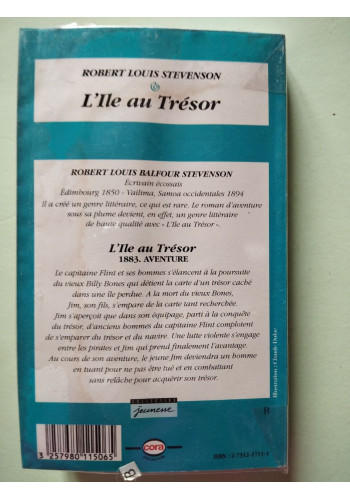 ROBERT LOUIS STEVENSON
&
L'Ile au Trésor
ROBERT LOUIS BALFOUR STEVENSON
Écrivain écossais
Édimbourg 1850 - Vailima, Samoa occidentales 1894
Il a créé un genre littéraire, ce qui est rare. Le roman d'aventure
sous sa plume devient, en effet, un genre littéraire
de haute qualité avec « L'Ile au Trésor ».
L'Ile au Trésor
1883. AVENTURE
Le capitaine Flint et ses hommes s'élancent à la poursuite
du vieux Billy Bones qui détient la carte d'un trésor caché
dans une île perdue. A la mort du vieux Bones,
Jim, son fils, s'empare de la carte tant recherchée.
Jim s'aperçoit que dans son équipage, parti à la conquête
du trésor, d'anciens hommes du capitaine Flint complotent
de s'emparer du trésor et du navire. Une lutte violente s'engage
entre les pirates et Jim qui prend finalement l'avantage.
Au cours de son aventure, le jeune Jim deviendra un homme
en tuant pour ne pas être tué et en combattant
sans relâche pour acquérir son trésor.
Illustration : Claude Dufac
COLLECTION
jeunesse
B
3 257980 115065
cora
B